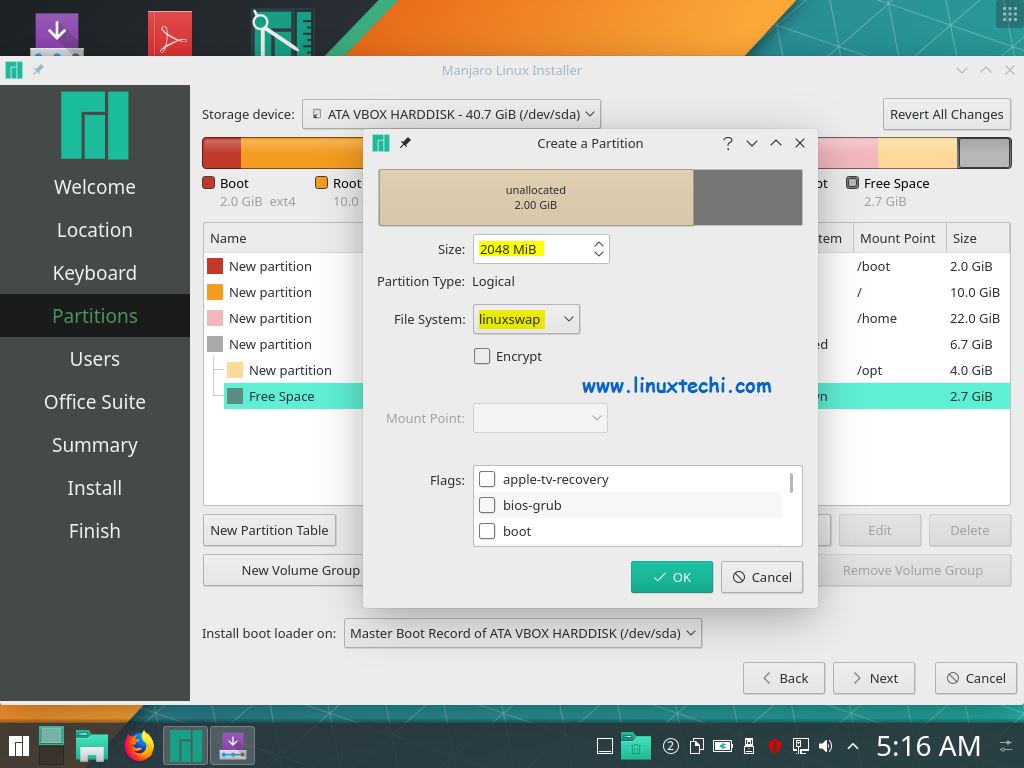 Manjaro Linux Installer
Welcome
Location
Keyboard
Partitions
Users
Office Suite
Summary
Install
Finish
Storage device: ATA VBOX HARDDISK - 40.7 GiB (/dev/sda) Revert All Changes
Boot Root pt Free Space
2.0 GiB ext4 10.0 2.7 GiB
Name tem Mount Point Size
New partition /boot 2.0 GiB
New partition / 10.0 GiB
New partition /home 22.0 GiB
New partition ed 6.7 GiB
New partition /opt 4.0 GiB
Free Space vn 2.7 GiB
New Partition Table Edit Delete
New Volume Group Remove Volume Group
Create a Partition
unallocated
2.00 GiB
Size: 2048 MiB
Partition Type: Logical
File System: linuxswap
Encrypt
www.linuxtechi.com
Mount Point:
Flags: apple-tv-recovery
bios-grub
boot
OK Cancel
Install boot loader on: Master Boot Record of ATA VBOX HARDDISK (/dev/sda)
Back Next Cancel
2 5:16 AM